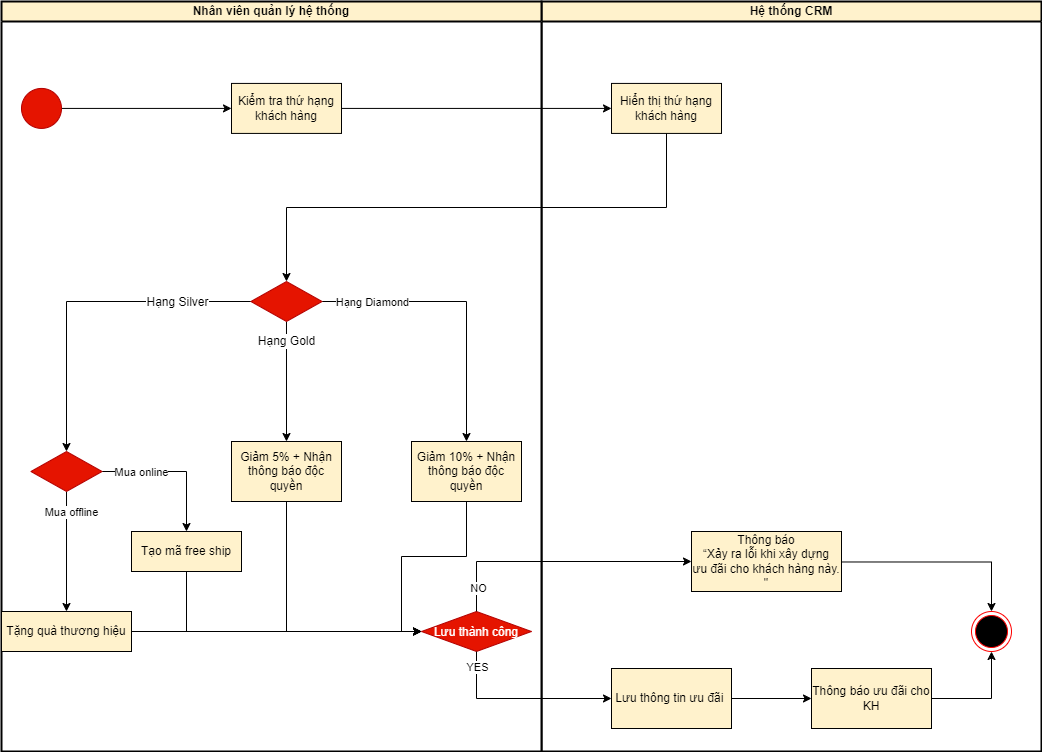 Nhân viên quản lý hệ thống
Hệ thống CRM
Kiểm tra thứ hạng
khách hàng
Hiển thị thứ hạng
khách hàng
Hạng Silver
Hạng Diamond
Hạng Gold
Giảm 5% + Nhận
thông báo độc
quyền
Giảm 10% + Nhận
thông báo độc
quyền
Mua online
Mua offline
Tạo mã free ship
Thông báo
“Xảy ra lỗi khi xây dựng
ưu đãi cho khách hàng này.
"
NO
Tặng quà thương hiệu
Lưu thành công
YES
Lưu thông tin ưu đãi
Thông báo ưu đãi cho
KH